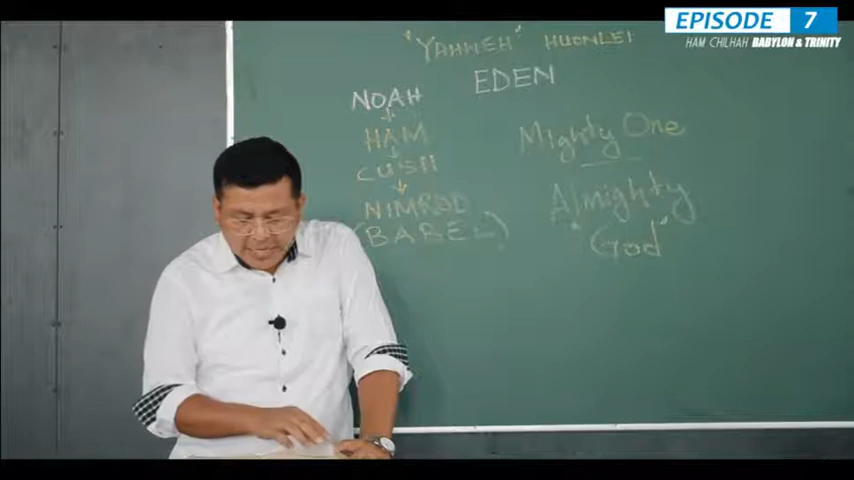 EPISODE 7
HAM CHILHAH BABYLON & TRINITY
"YAHWEH" HUONLEI
EDEN
NOAH
HAM
CUSH
NIMROD
(BABEL)
Mighty One
Almighty
"God"